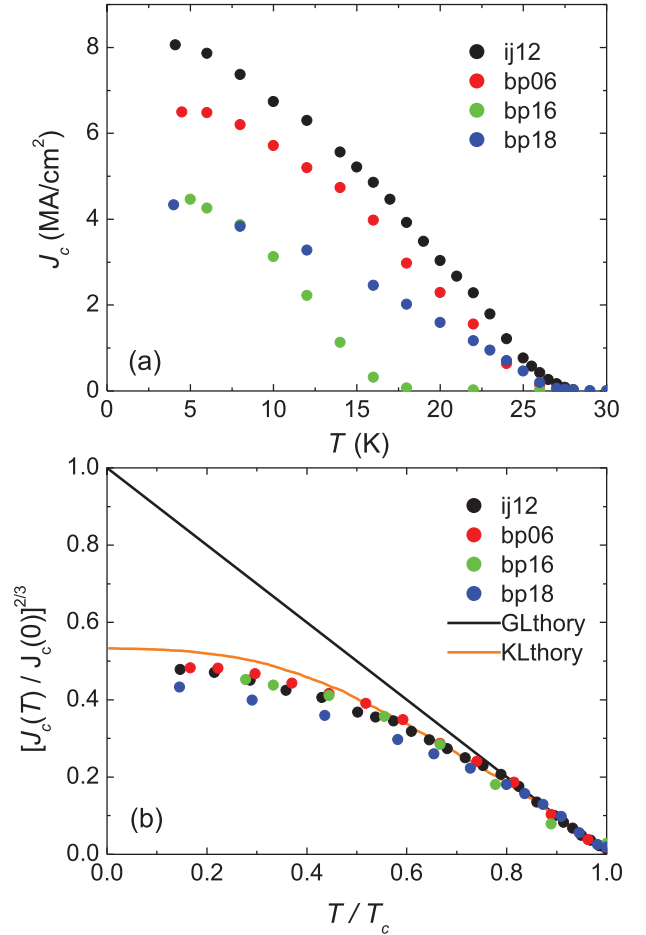 8
6
4
2
0
J_c (MA/cm²)
ij12
bp06
bp16
bp18
(a)
5 10 15 20 25 30
T (K)
1.0
0.8
0.6
0.4
0.2
0.0
[J_c(T) / J_c(0)]^2/3
ij12
bp06
bp16
bp18
GLthory
KLthory
(b)
0.0 0.2 0.4 0.6 0.8 1.0
T / T_c